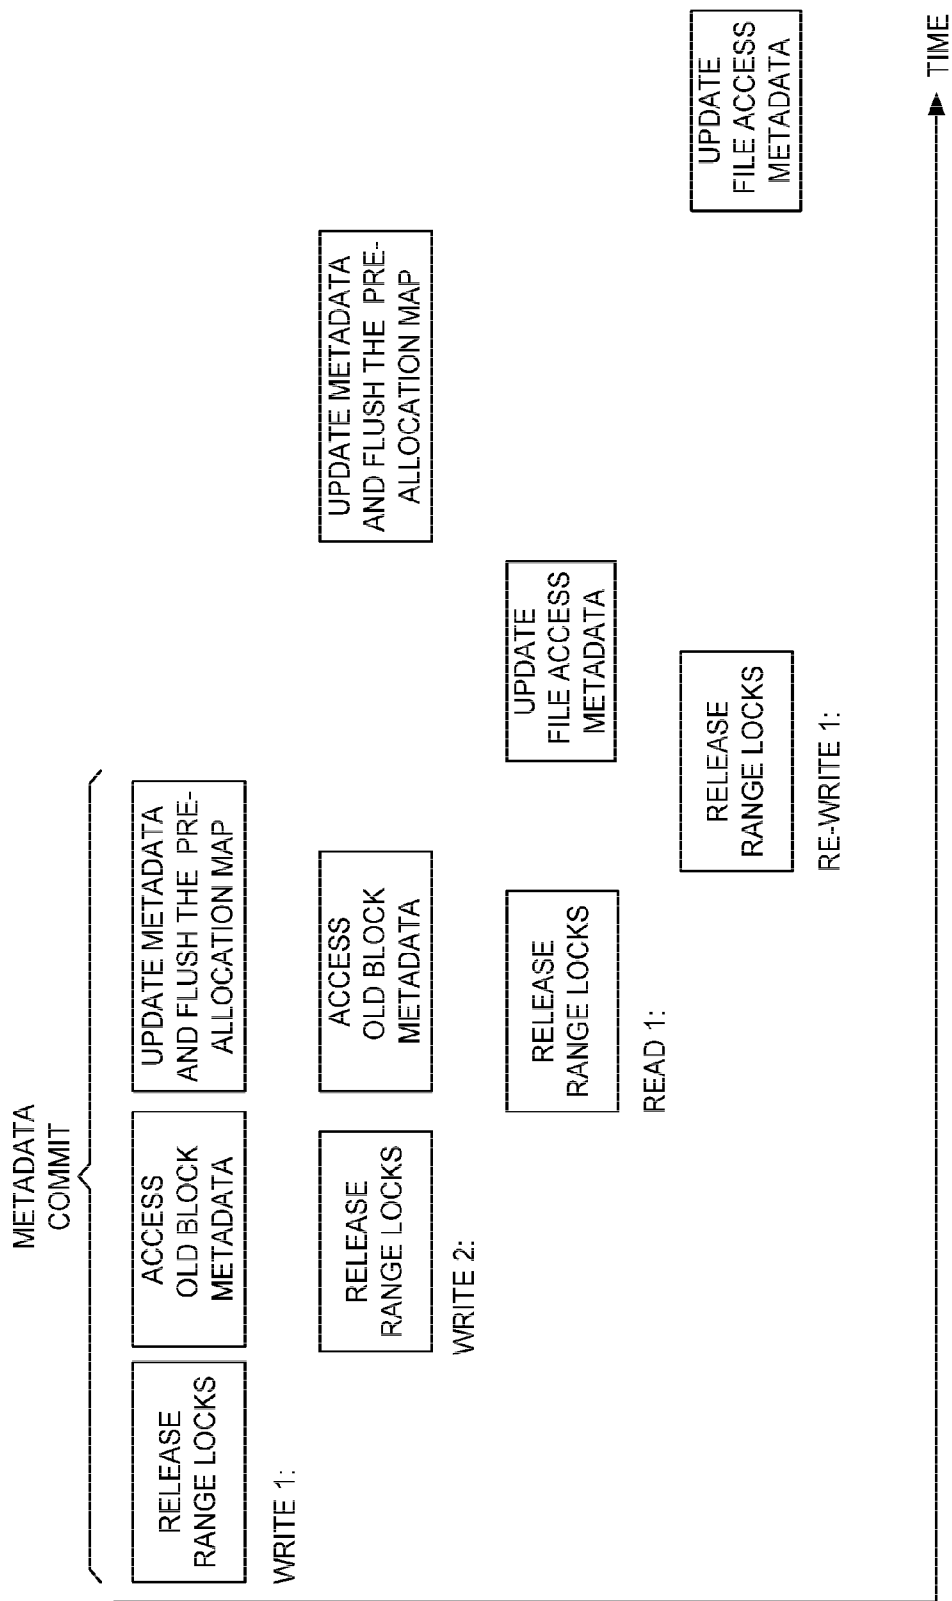 METADATA
COMMIT
RELEASE
RANGE LOCKS
ACCESS
OLD BLOCK
METADATA
UPDATE METADATA
AND FLUSH THE PRE-
ALLOCATION MAP
WRITE 1:
RELEASE
RANGE LOCKS
ACCESS
OLD BLOCK
METADATA
UPDATE METADATA
AND FLUSH THE PRE-
ALLOCATION MAP
WRITE 2:
RELEASE
RANGE LOCKS
UPDATE
FILE ACCESS
METADATA
READ 1:
RELEASE
RANGE LOCKS
UPDATE
FILE ACCESS
METADATA
RE-WRITE 1:
TIME